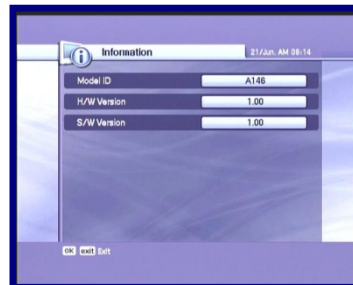 Information 21/Jun. AM 08:14
Model ID A146
H/W Version 1.00
S/W Version 1.00
OK exit Exit